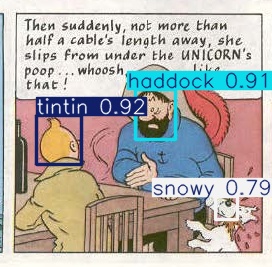 Then suddenly, not more than
half a cable's length away, she
slips from under the UNICORN's
poop... whoosh, like
that!
haddock 0.91
tintin 0.92
snowy 0.79